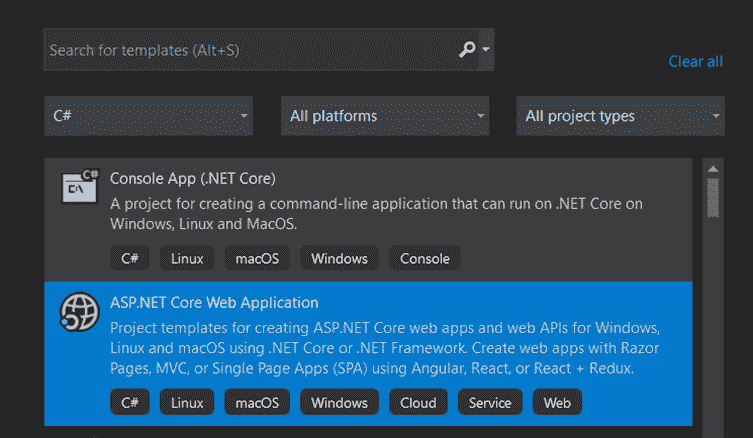 Search for templates (Alt+S)
Clear all
C# All platforms All project types
C# Console App (.NET Core)
C:\
A project for creating a command-line application that can run on .NET Core on
Windows, Linux and MacOS.
C# Linux macOS Windows Console
ASP.NET Core Web Application
Project templates for creating ASP.NET Core web apps and web APIs for Windows,
Linux and macOS using .NET Core or .NET Framework. Create web apps with Razor
Pages, MVC, or Single Page Apps (SPA) using Angular, React, or React + Redux.
C# Linux macOS Windows Cloud Service Web